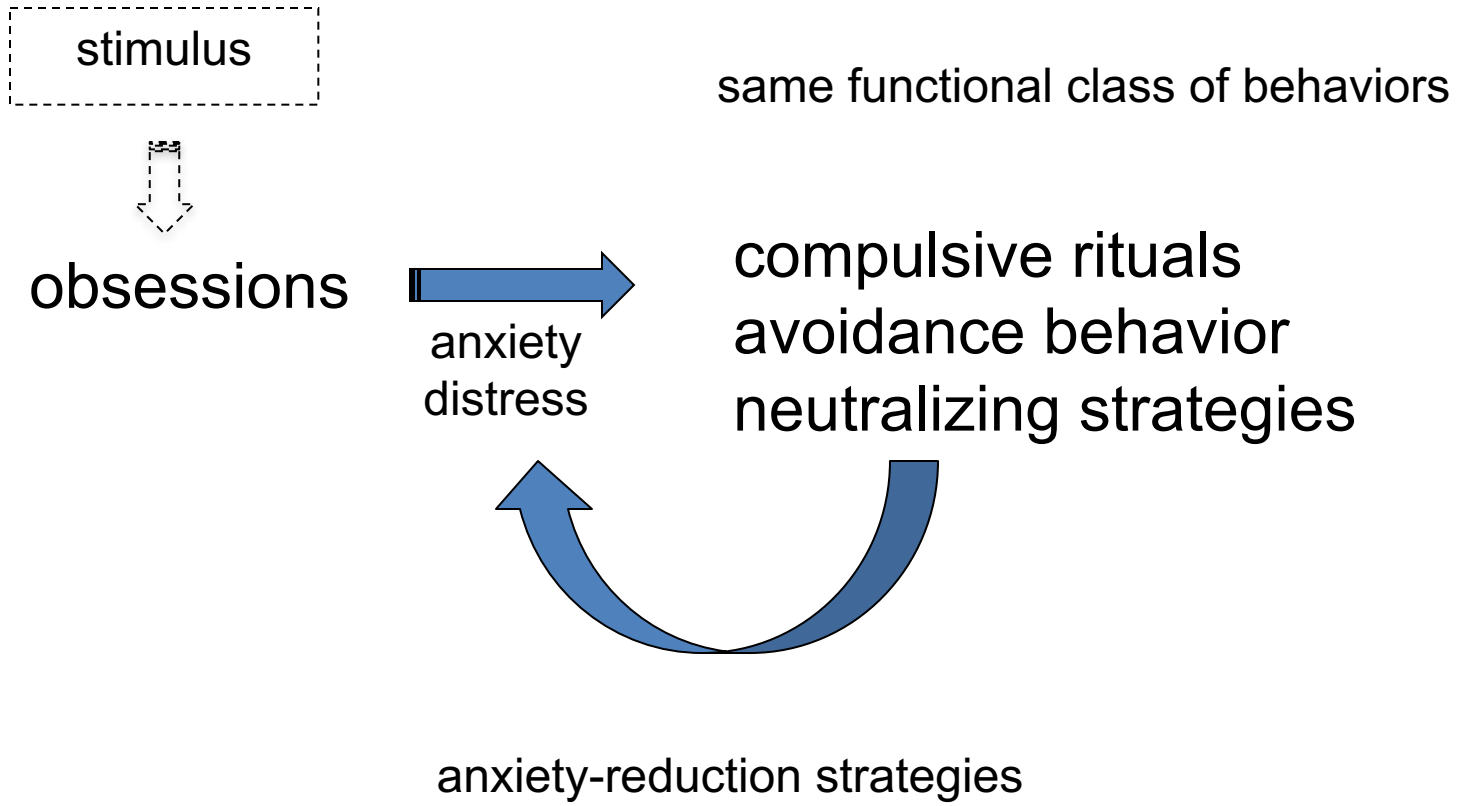 stimulus
same functional class of behaviors
obsessions
anxiety
distress
compulsive rituals
avoidance behavior
neutralizing strategies
anxiety-reduction strategies